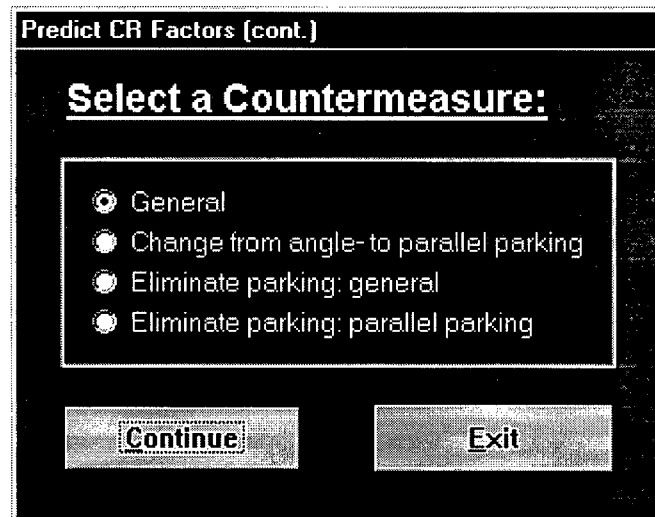 Predict CR Factors (cont.)
Select a Countermeasure:
General
Change from angle- to parallel parking
Eliminate parking: general
Eliminate parking: parallel parking
Continue
Exit